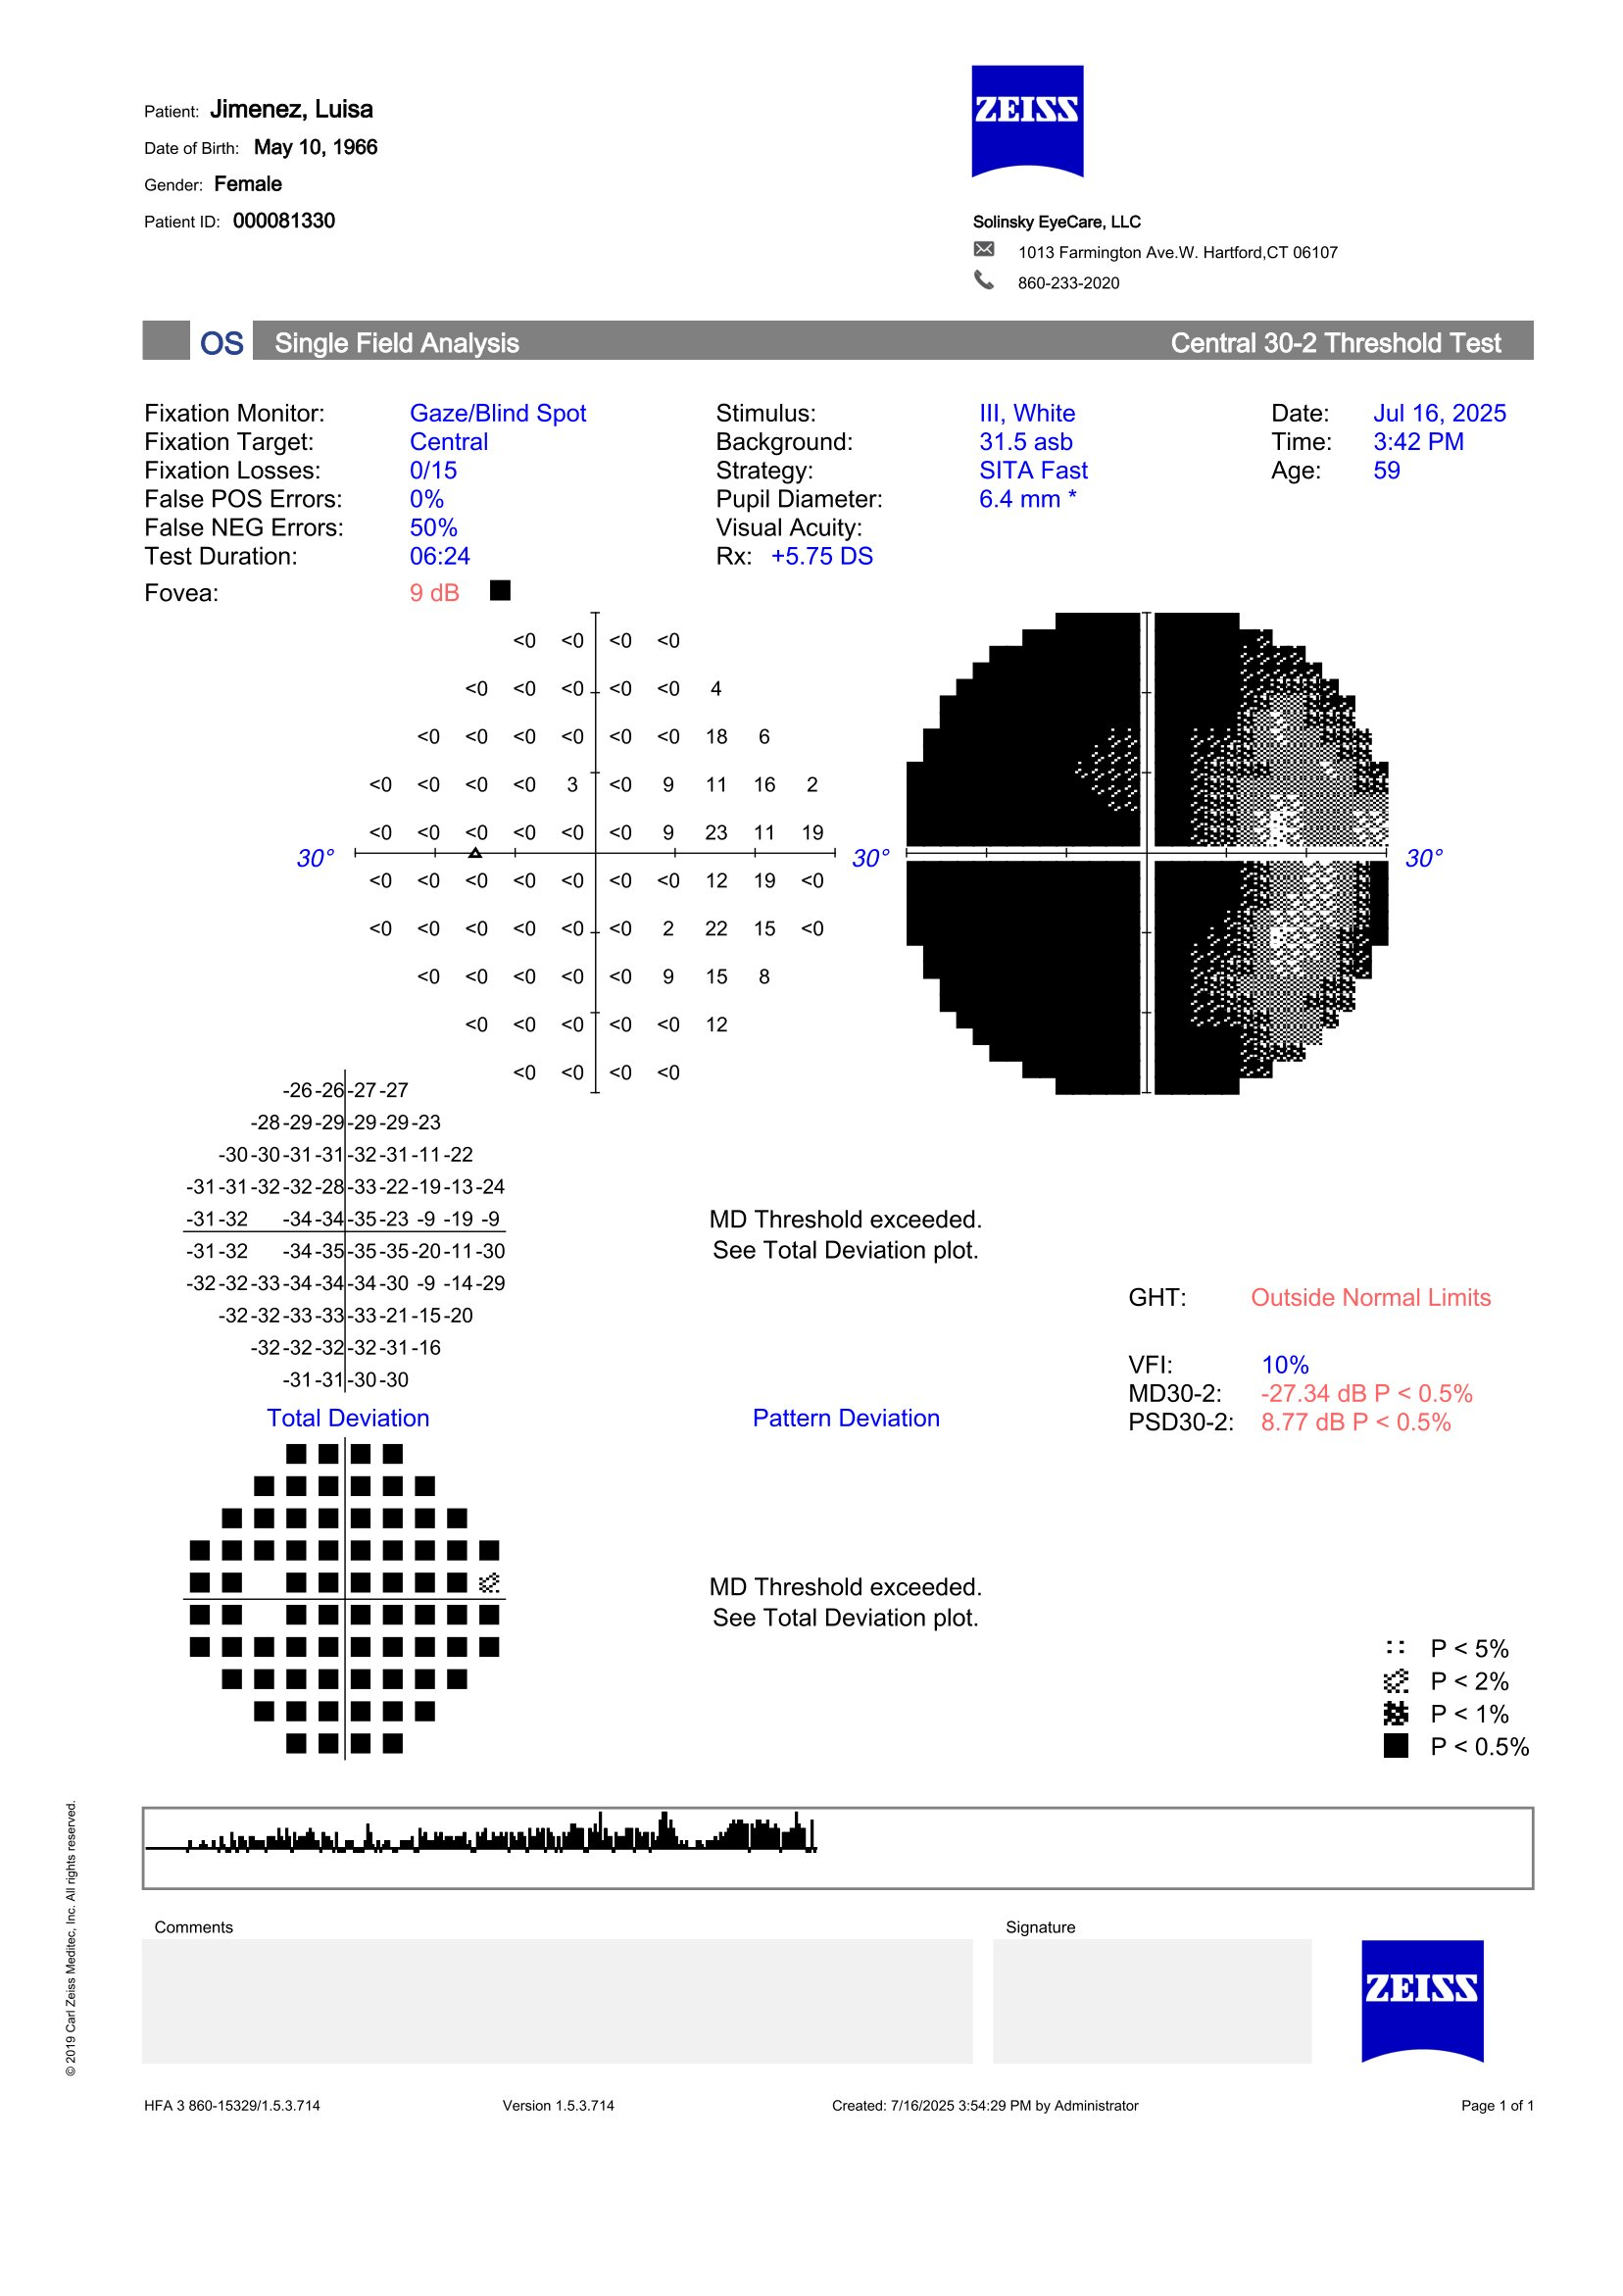 Patient: Jimenez, Luisa
Date of Birth: May 10, 1966
Gender: Female
Patient ID: 000081330
ZEISS
Solinsky EyeCare, LLC
1013 Farmington Ave.W. Hartford,CT 06107
860-233-2020
OS Single Field Analysis Central 30-2 Threshold Test
Fixation Monitor: Gaze/Blind Spot Stimulus: III, White Date: Jul 16, 2025
Fixation Target: Central Background: 31.5 asb Time: 3:42 PM
Fixation Losses: 0/15 Strategy: SITA Fast Age: 59
False POS Errors: 0% Pupil Diameter: 6.4 mm *
False NEG Errors: 50% Visual Acuity:
Test Duration: 06:24 Rx: +5.75 DS
Fovea: 9 dB
<0 <0 <0 <0
<0 <0 <0 <0 <0 4
<0 <0 <0 <0 <0 <0 18 6
<0 <0 <0 <0 3 <0 9 11 16 2
<0 <0 <0 <0 <0 <0 9 23 11 19
30° 30° 30°
<0 <0 <0 <0 <0 <0 <0 12 19 <0
<0 <0 <0 <0 <0 <0 2 22 15 <0
<0 <0 <0 <0 <0 9 15 8
<0 <0 <0 <0 <0 12
<0 <0 <0 <0
-26 -26 -27 -27
-28 -29 -29 -29 -29 -23
-30 -30 -31 -31 -32 -31 -11 -22
-31 -31 -32 -32 -28 -33 -22 -19 -13 -24
-31 -32 -34 -34 -35 -23 -9 -19 -9
-31 -32 -34 -35 -35 -35 -20 -11 -30
-32 -32 -33 -34 -34 -34 -30 -9 -14 -29
-32 -32 -33 -33 -33 -21 -15 -20
-32 -32 -32 -32 -31 -16
-31 -31 -30 -30
MD Threshold exceeded.
See Total Deviation plot.
GHT: Outside Normal Limits
VFI: 10%
MD30-2: -27.34 dB P < 0.5%
PSD30-2: 8.77 dB P < 0.5%
Total Deviation Pattern Deviation
MD Threshold exceeded.
See Total Deviation plot.
P < 5%
P < 2%
P < 1%
P < 0.5%
Comments Signature
ZEISS
© 2019 Carl Zeiss Meditec, Inc. All rights reserved.
HFA 3 860-15329/1.5.3.714 Version 1.5.3.714 Created: 7/16/2025 3:54:29 PM by Administrator Page 1 of 1